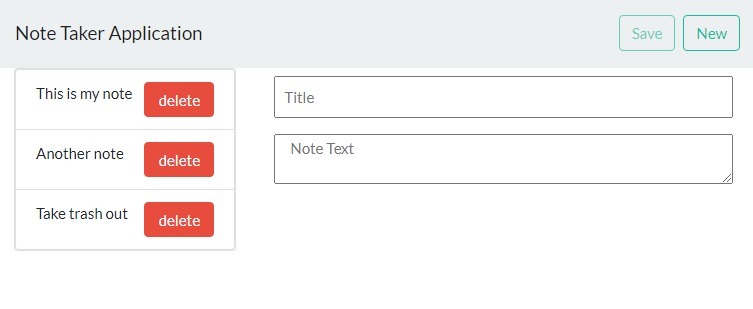 Note Taker Application
Save New
This is my note delete
Title
Another note delete
Note Text
Take trash out delete